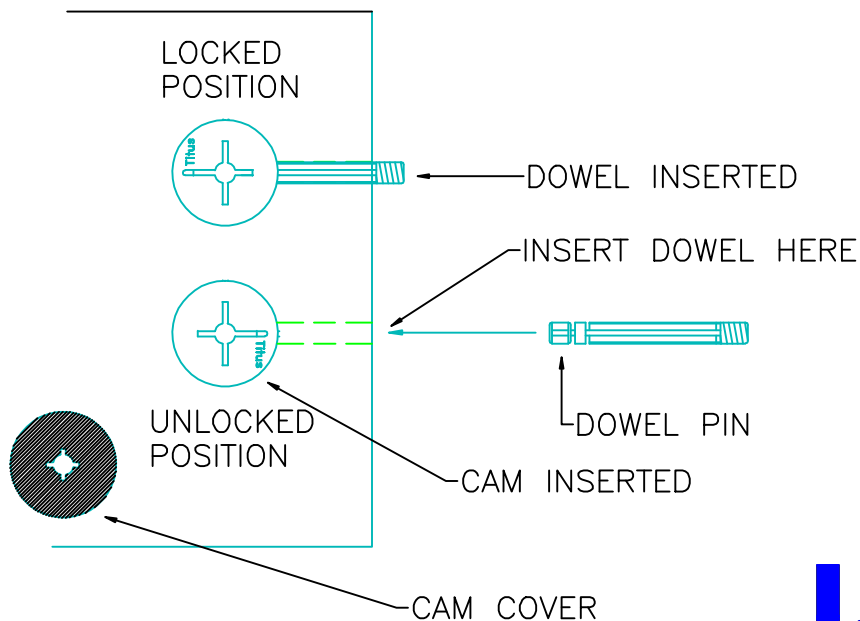 LOCKED
POSITION
Titus
DOWEL INSERTED
INSERT DOWEL HERE
Titus
UNLOCKED
POSITION
DOWEL PIN
CAM INSERTED
CAM COVER